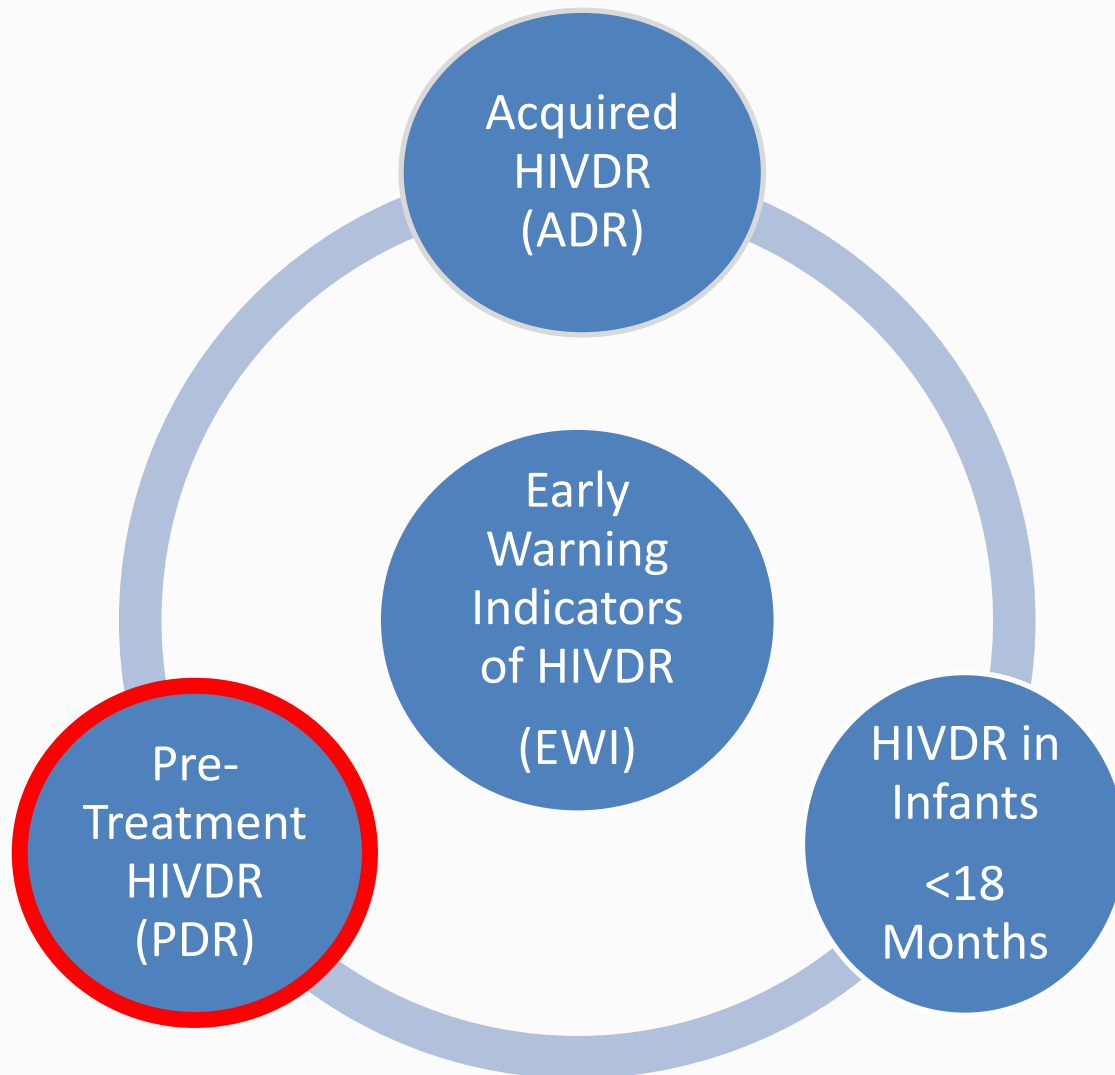 Acquired
HIVDR
(ADR)
Early
Warning
Indicators
of HIVDR
(EWI)
Pre-
Treatment
HIVDR
(PDR)
HIVDR in
Infants
<18
Months